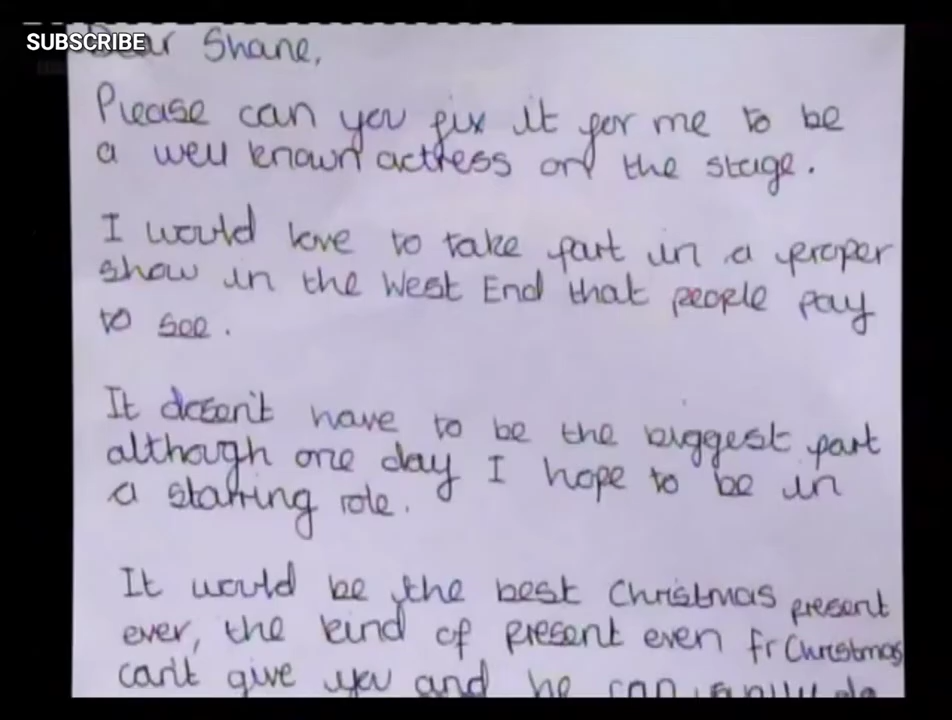 SUBSCRIBE
Dear Shane,
Please can you fix it for me to be
a well known actress on the stage.
I would love to take part in a proper
show in the West End that people pay
to see.
It doesn't have to be the biggest part
although one day I hope to be in
a starring role.
It would be the best Christmas present
ever, the kind of present even fr Christmas
can't give you and he can